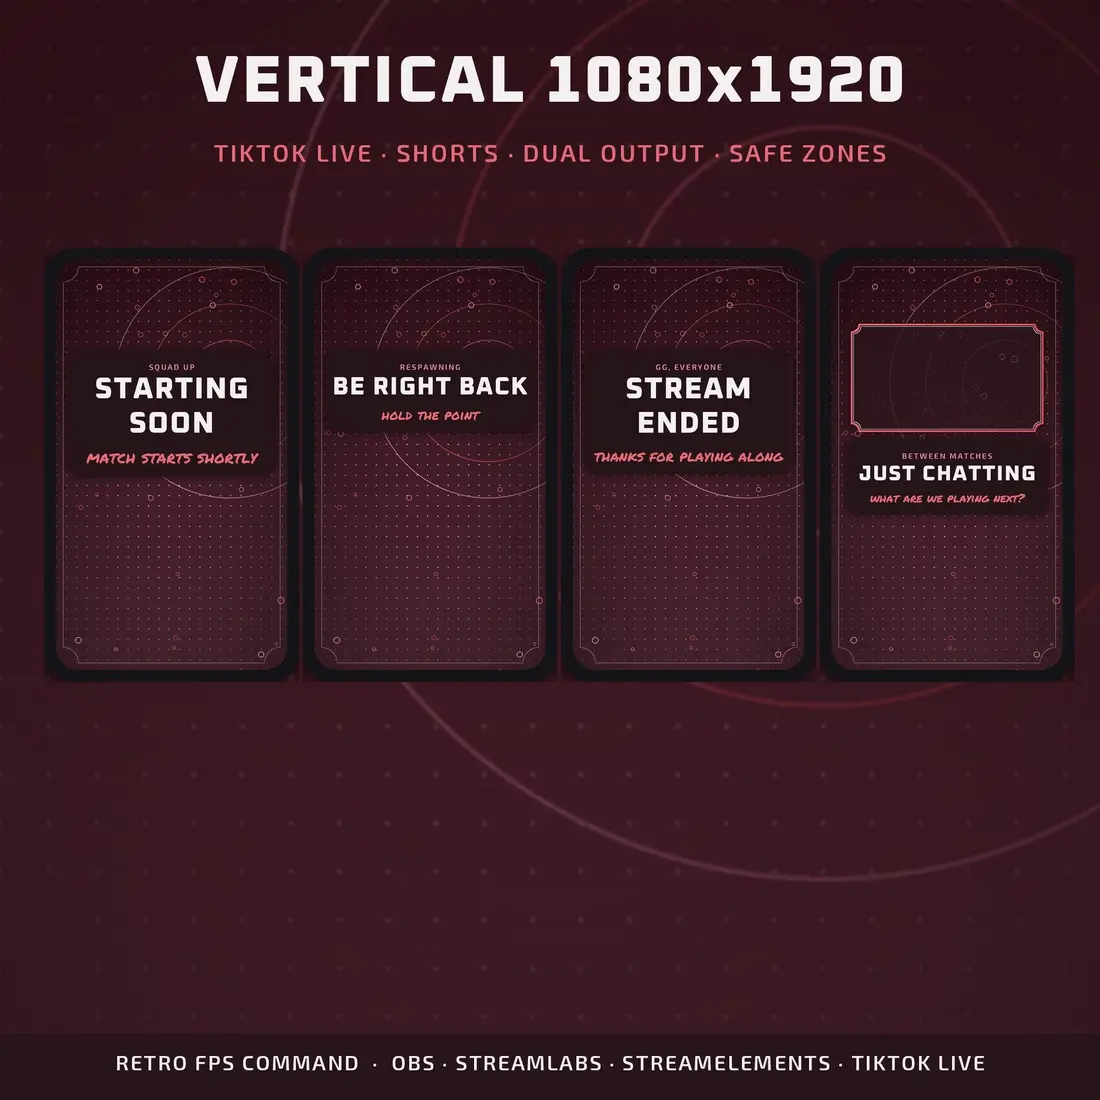 VERTICAL 1080x1920
TIKTOK LIVE · SHORTS · DUAL OUTPUT · SAFE ZONES
SQUAD UP
STARTING
SOON
MATCH STARTS SHORTLY
RESPAWNING
BE RIGHT BACK
HOLD THE POINT
GG, EVERYONE
STREAM
ENDED
THANKS FOR PLAYING ALONG
BETWEEN MATCHES
JUST CHATTING
WHAT ARE WE PLAYING NEXT?
RETRO FPS COMMAND · OBS · STREAMLABS · STREAMELEMENTS · TIKTOK LIVE